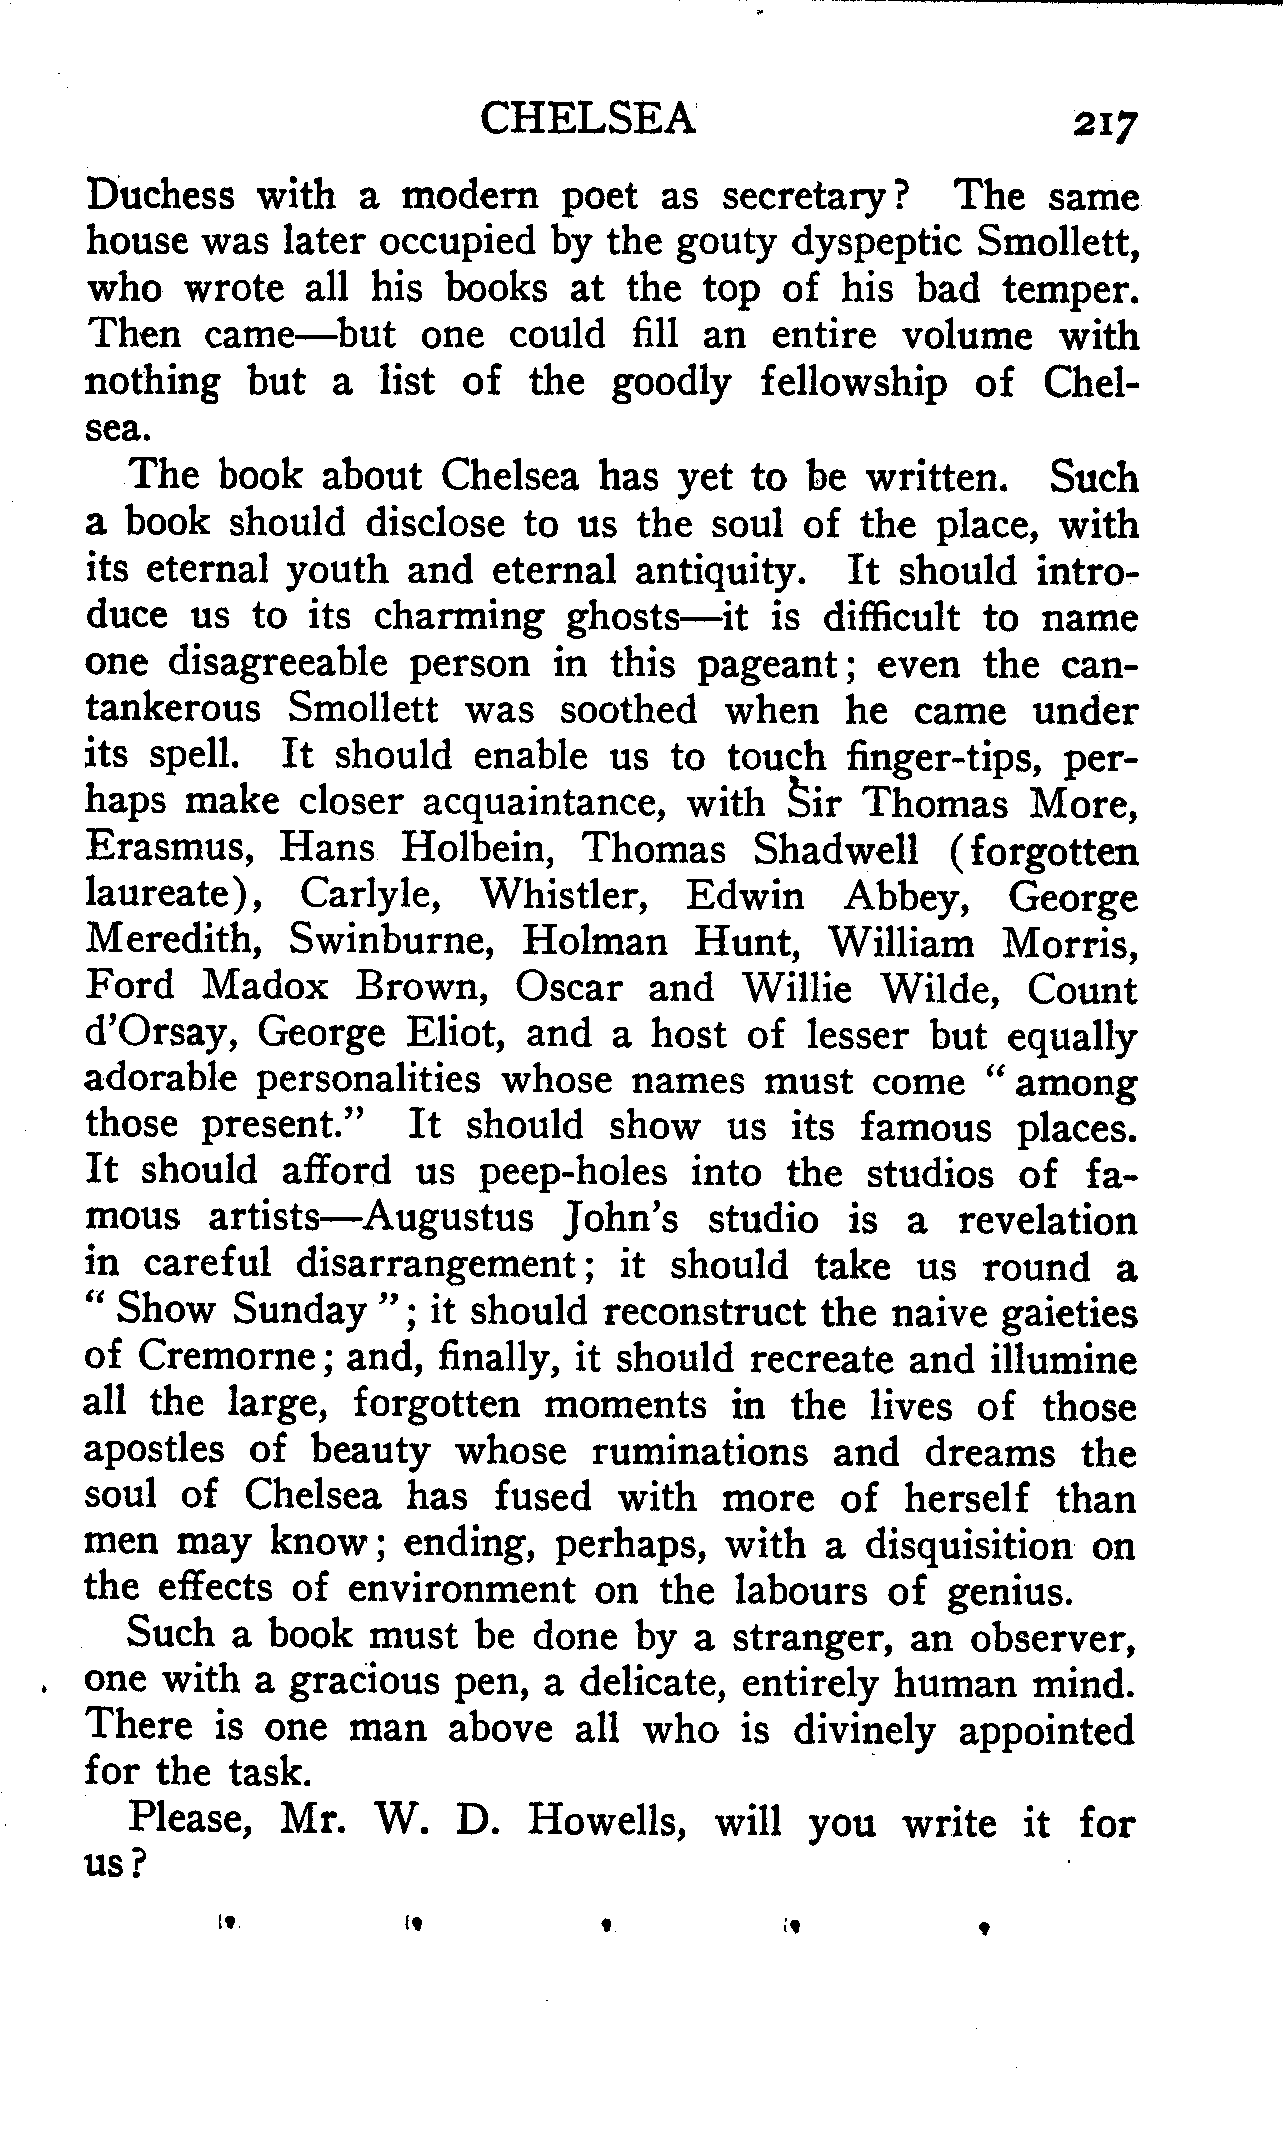 CHELSEA 217
Duchess with a modern poet as secretary? The same
house was later occupied by the gouty dyspeptic Smollett,
who wrote all his books at the top of his bad temper.
Then came—but one could fill an entire volume with
nothing but a list of the goodly fellowship of Chel-
sea.
The book about Chelsea has yet to be written. Such
a book should disclose to us the soul of the place, with
its eternal youth and eternal antiquity. It should intro-
duce us to its charming ghosts—it is difficult to name
one disagreeable person in this pageant; even the can-
tankerous Smollett was soothed when he came under
its spell. It should enable us to touch finger-tips, per-
haps make closer acquaintance, with Sir Thomas More,
Erasmus, Hans Holbein, Thomas Shadwell (forgotten
laureate), Carlyle, Whistler, Edwin Abbey, George
Meredith, Swinburne, Holman Hunt, William Morris,
Ford Madox Brown, Oscar and Willie Wilde, Count
d'Orsay, George Eliot, and a host of lesser but equally
adorable personalities whose names must come "among
those present." It should show us its famous places.
It should afford us peep-holes into the studios of fa-
mous artists—Augustus John's studio is a revelation
in careful disarrangement; it should take us round a
"Show Sunday"; it should reconstruct the naive gaieties
of Cremorne; and, finally, it should recreate and illumine
all the large, forgotten moments in the lives of those
apostles of beauty whose ruminations and dreams the
soul of Chelsea has fused with more of herself than
men may know; ending, perhaps, with a disquisition on
the effects of environment on the labours of genius.
Such a book must be done by a stranger, an observer,
one with a gracious pen, a delicate, entirely human mind.
There is one man above all who is divinely appointed
for the task.
Please, Mr. W. D. Howells, will you write it for
us?